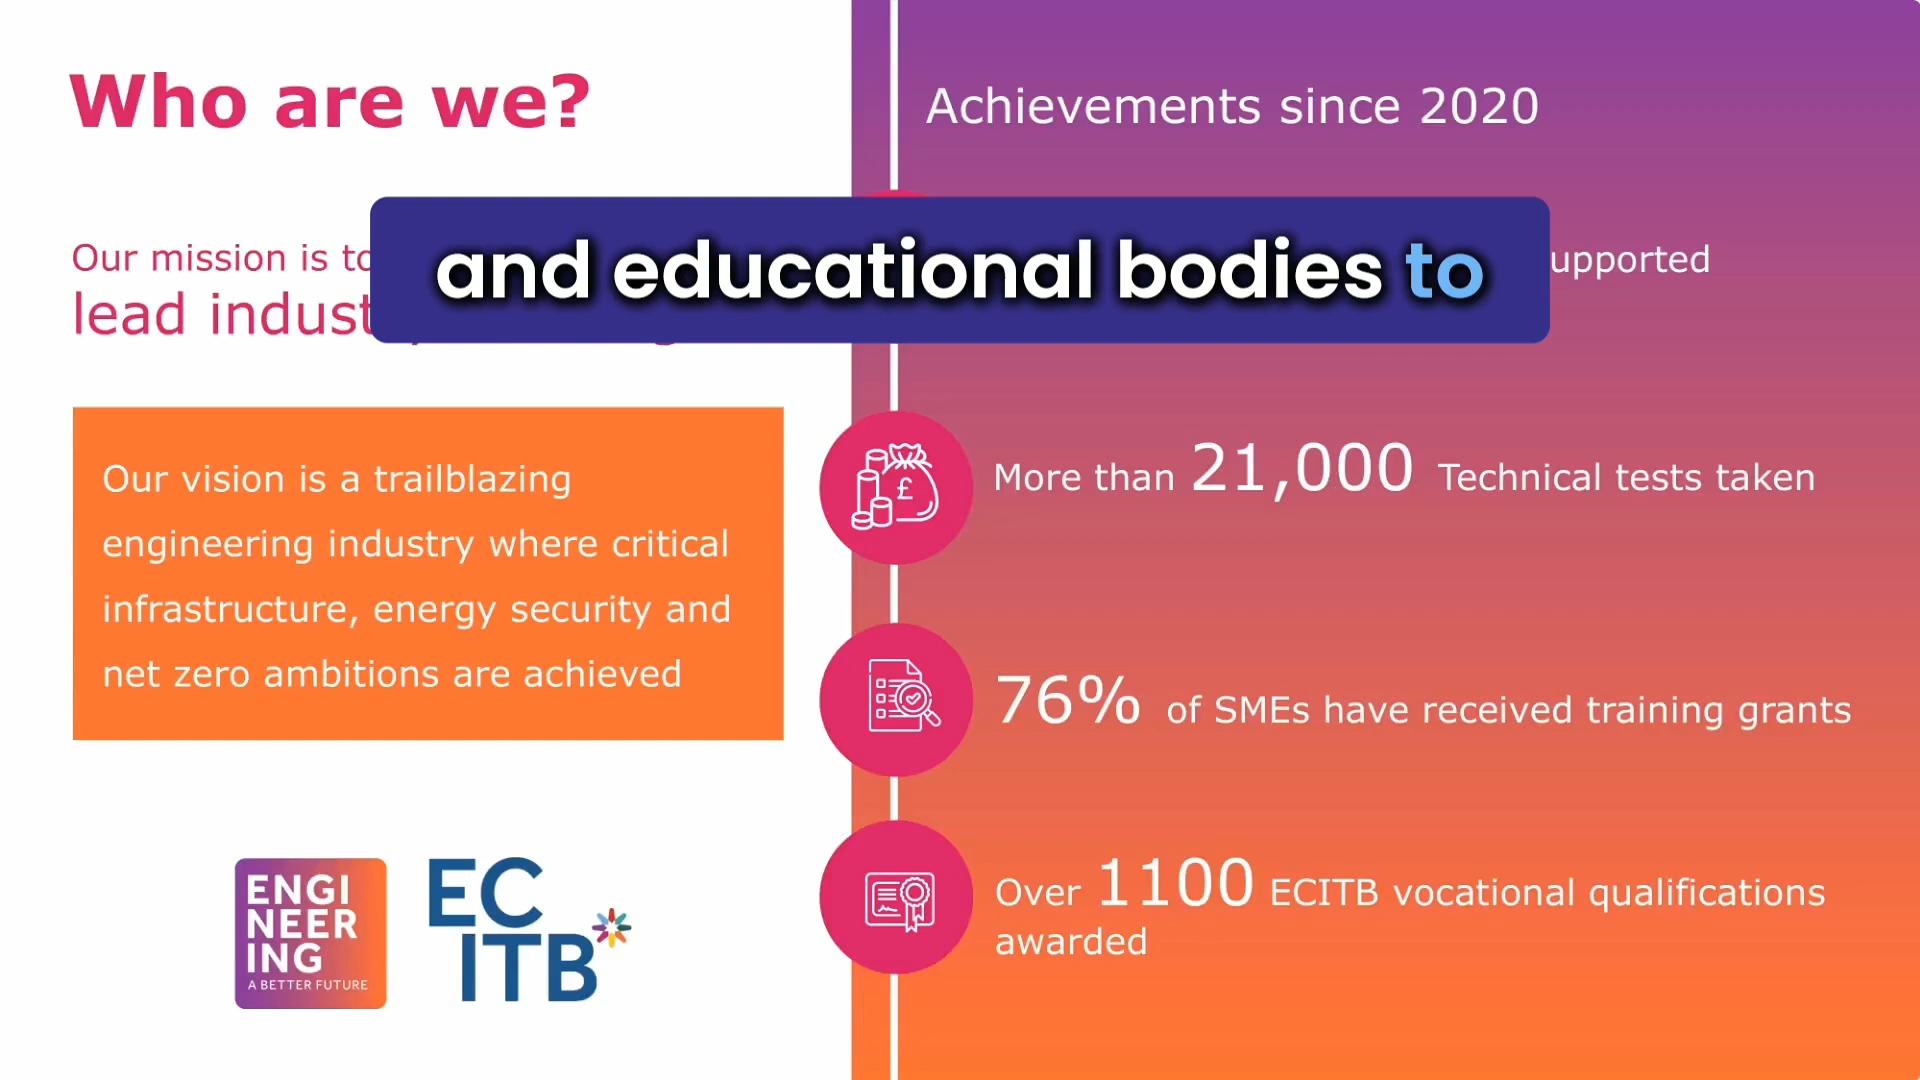 Who are we?
Our mission is to
lead
and educational bodies to
Our vision is a trailblazing
engineering industry where critical
infrastructure, energy security and
net zero ambitions are achieved
ENGI
NEER
ING
A BETTER FUTURE
EC
ITB
Achievements since 2020
More than 21,000 Technical tests taken
76% of SMEs have received training grants
Over 1100 ECITB vocational qualifications
awarded